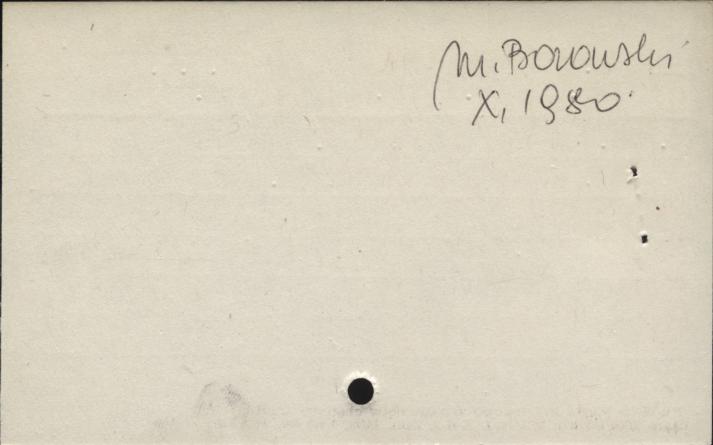 M. Borowski
X, 1980.